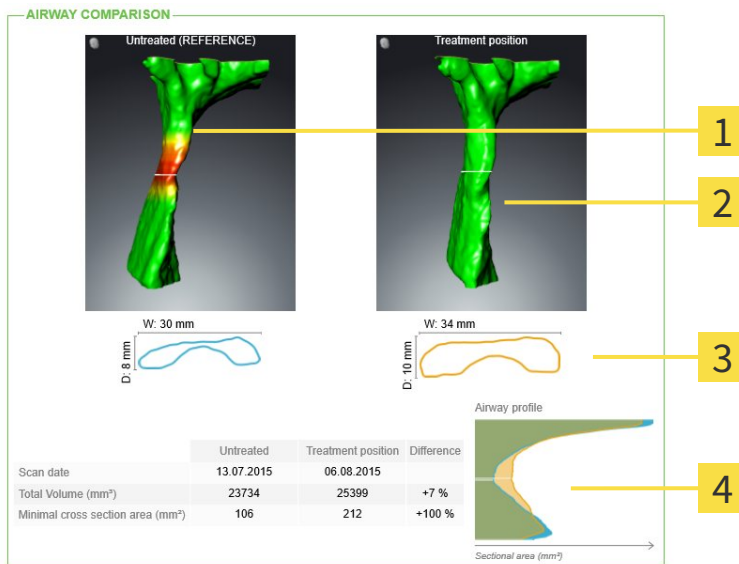 AIRWAY COMPARISON
Untreated (REFERENCE)
Treatment position
1
2
W: 30 mm
D: 8 mm
W: 34 mm
D: 10 mm
3
Airway profile
Untreated Treatment position Difference
Scan date 13.07.2015 06.08.2015
Total Volume (mm³) 23734 25399 +7 %
Minimal cross section area (mm²) 106 212 +100 %
4
Sectional area (mm²)